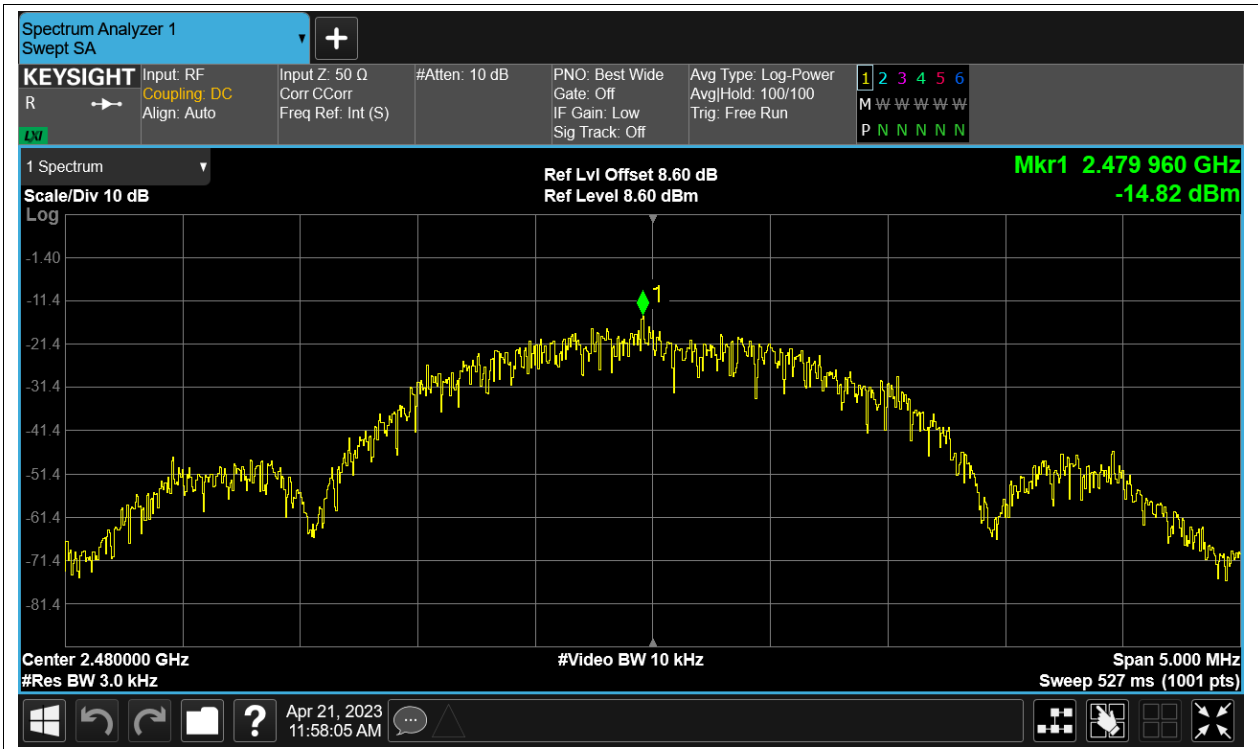 Spectrum Analyzer 1
Swept SA
KEYSIGHT
R
LXI
Input: RF
Coupling: DC
Align: Auto
Input Z: 50 Ω
Corr CCorr
Freq Ref: Int (S)
#Atten: 10 dB
PNO: Best Wide
Gate: Off
IF Gain: Low
Sig Track: Off
Avg Type: Log-Power
Avg|Hold: 100/100
Trig: Free Run
1 2 3 4 5 6
M W W W W W
P N N N N N
1 Spectrum
Scale/Div 10 dB
Log
Ref Lvl Offset 8.60 dB
Ref Level 8.60 dBm
Mkr1 2.479 960 GHz
-14.82 dBm
1
-1.40
-11.4
-21.4
-31.4
-41.4
-51.4
-61.4
-71.4
-81.4
Center 2.480000 GHz
#Res BW 3.0 kHz
#Video BW 10 kHz
Span 5.000 MHz
Sweep 527 ms (1001 pts)
?
Apr 21, 2023
11:58:05 AM